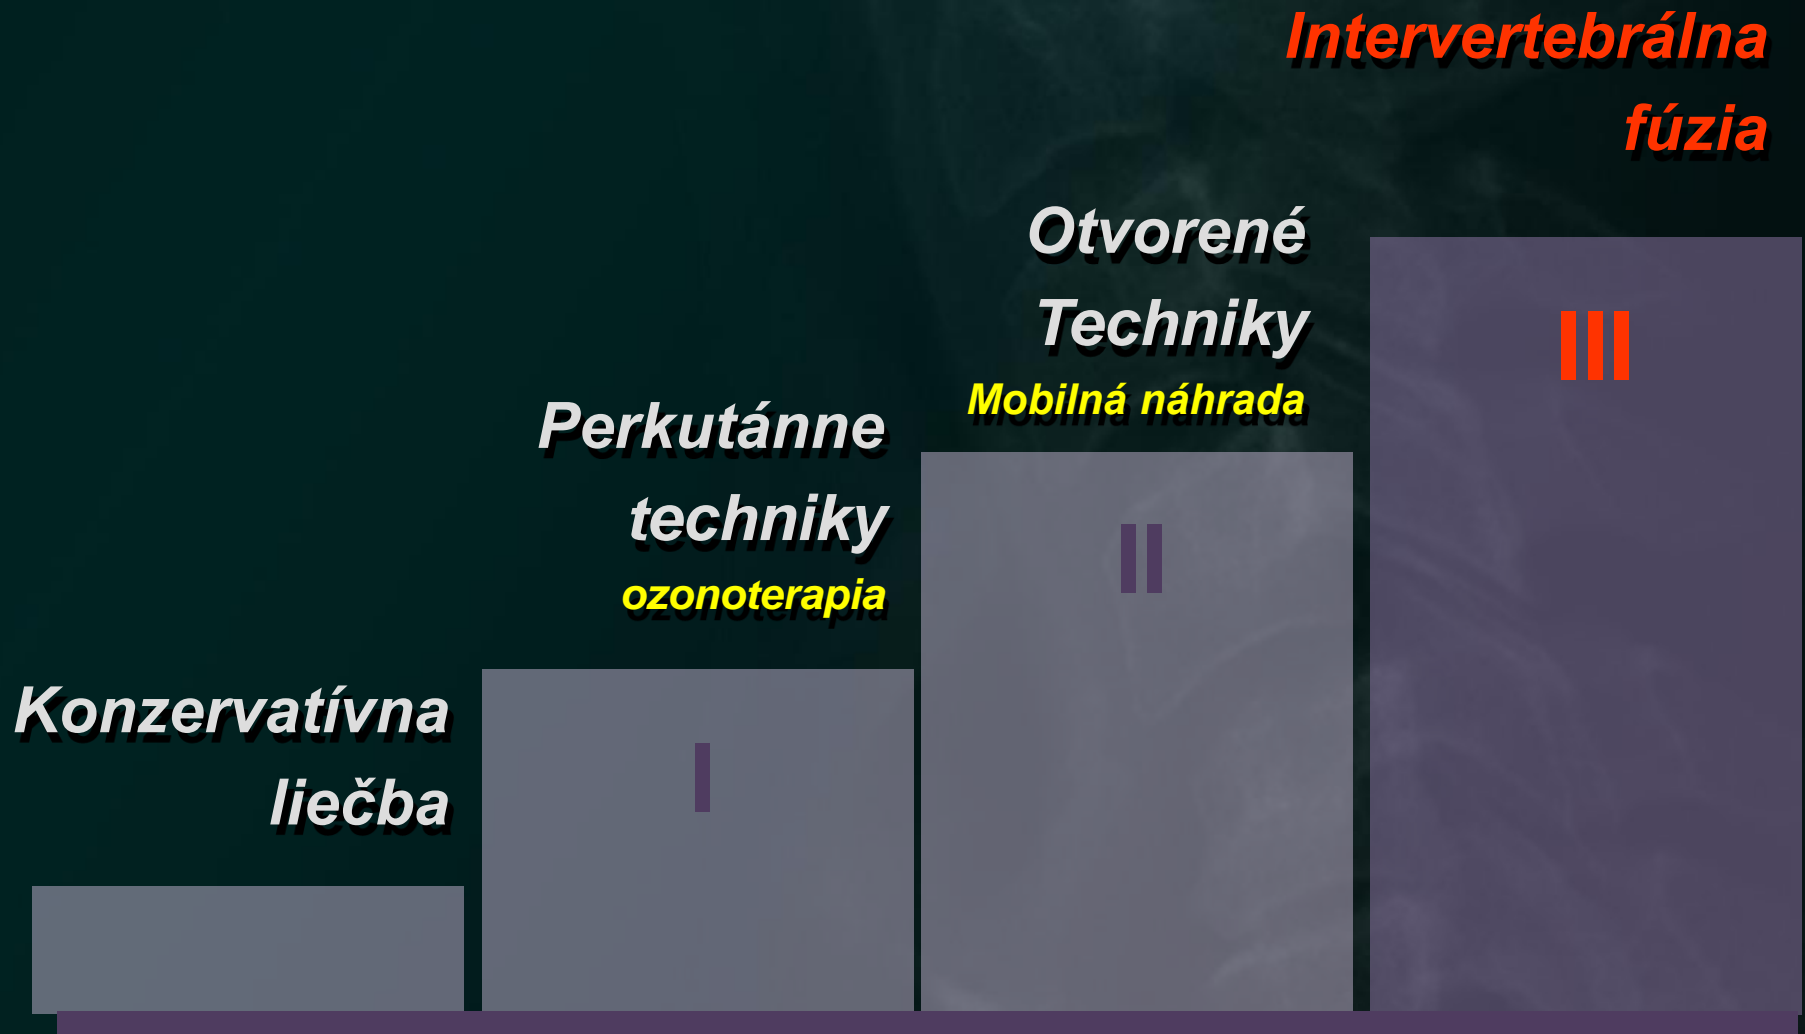 Intervertebrálna
fúzia
III
Otvorené
Techniky
Mobilná náhrada
II
Perkutánne
techniky
ozonoterapia
I
Konzervatívna
liečba